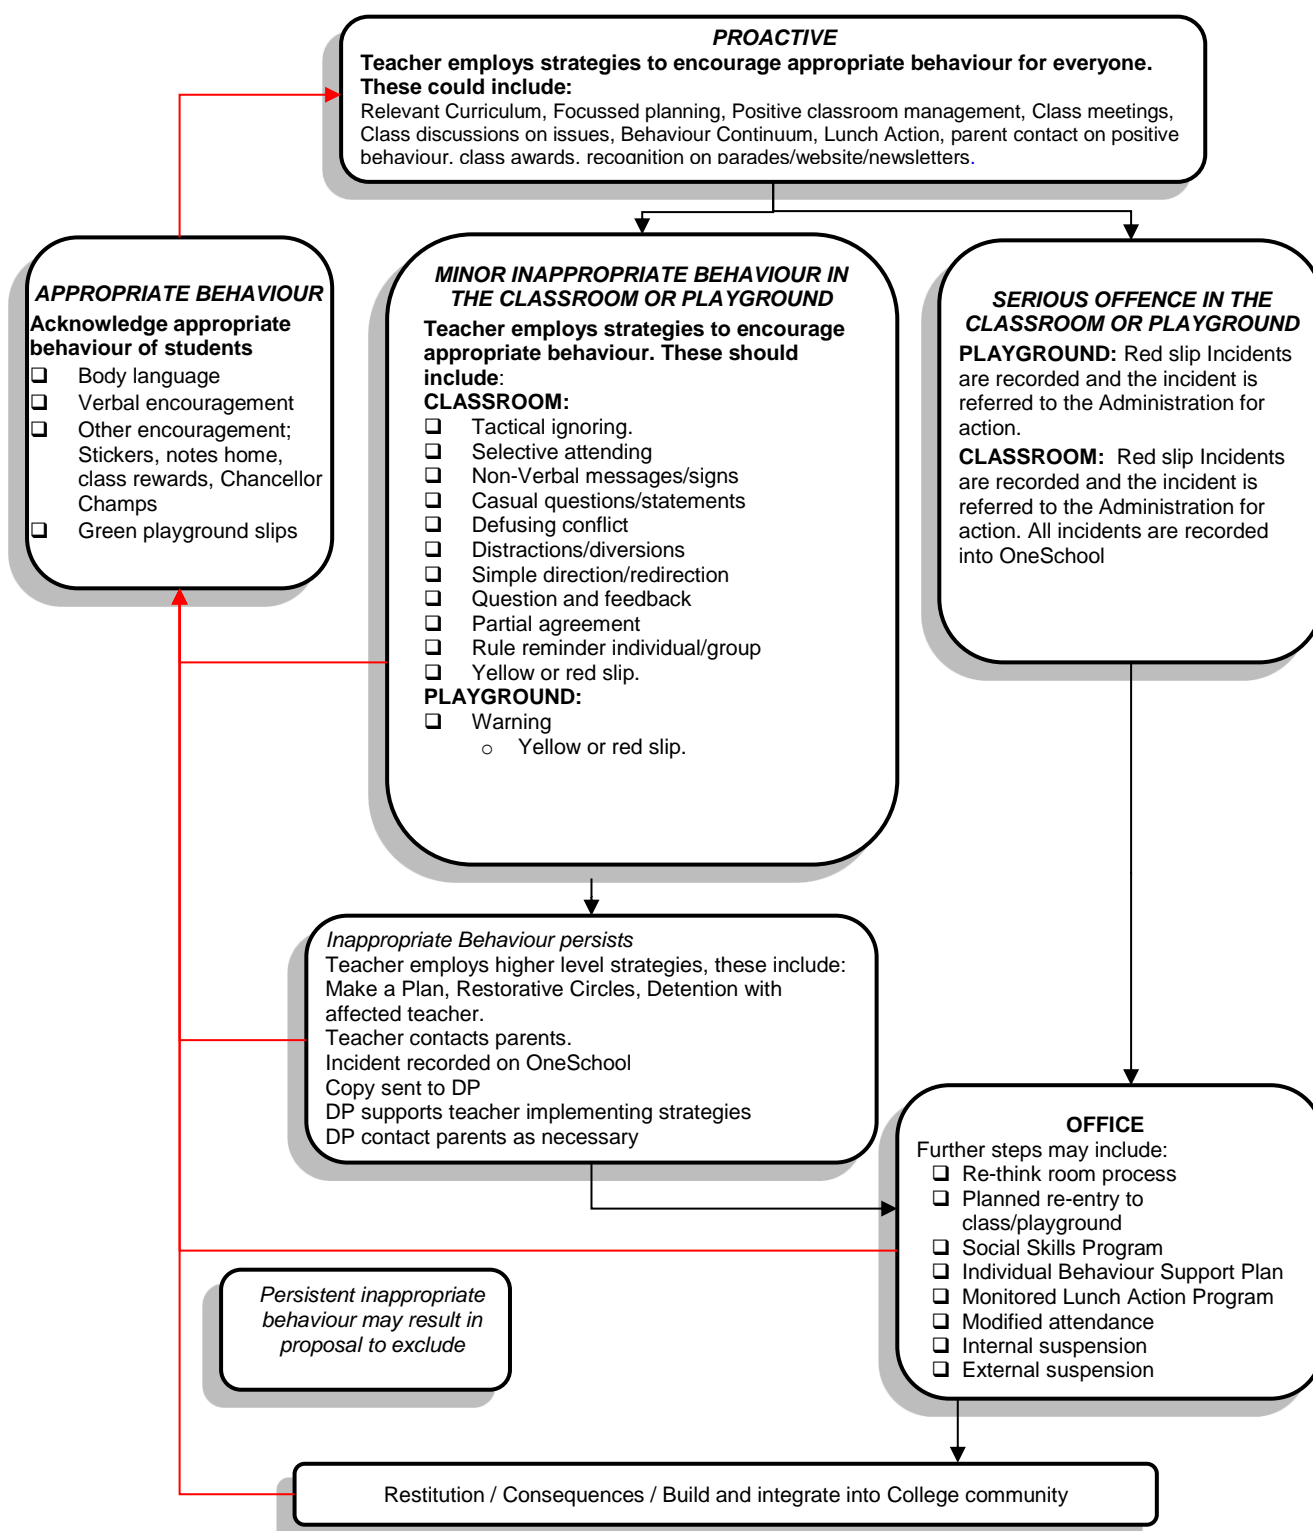 PROACTIVE
Teacher employs strategies to encourage appropriate behaviour for everyone.
These could include:
Relevant Curriculum, Focussed planning, Positive classroom management, Class meetings,
Class discussions on issues, Behaviour Continuum, Lunch Action, parent contact on positive
behaviour, class awards, recognition on parades/website/newsletters.
APPROPRIATE BEHAVIOUR
Acknowledge appropriate
behaviour of students
❑ Body language
❑ Verbal encouragement
❑ Other encouragement;
Stickers, notes home,
class rewards, Chancellor
Champs
❑ Green playground slips
MINOR INAPPROPRIATE BEHAVIOUR IN
THE CLASSROOM OR PLAYGROUND
Teacher employs strategies to encourage
appropriate behaviour. These should
include:
CLASSROOM:
❑ Tactical ignoring.
❑ Selective attending
❑ Non-Verbal messages/signs
❑ Casual questions/statements
❑ Defusing conflict
❑ Distractions/diversions
❑ Simple direction/redirection
❑ Question and feedback
❑ Partial agreement
❑ Rule reminder individual/group
❑ Yellow or red slip.
PLAYGROUND:
❑ Warning
o Yellow or red slip.
SERIOUS OFFENCE IN THE
CLASSROOM OR PLAYGROUND
PLAYGROUND: Red slip Incidents
are recorded and the incident is
referred to the Administration for
action.
CLASSROOM: Red slip Incidents
are recorded and the incident is
referred to the Administration for
action. All incidents are recorded
into OneSchool
Inappropriate Behaviour persists
Teacher employs higher level strategies, these include:
Make a Plan, Restorative Circles, Detention with
affected teacher.
Teacher contacts parents.
Incident recorded on OneSchool
Copy sent to DP
DP supports teacher implementing strategies
DP contact parents as necessary
OFFICE
Further steps may include:
❑ Re-think room process
❑ Planned re-entry to
class/playground
❑ Social Skills Program
❑ Individual Behaviour Support Plan
❑ Monitored Lunch Action Program
❑ Modified attendance
❑ Internal suspension
❑ External suspension
Persistent inappropriate
behaviour may result in
proposal to exclude
Restitution / Consequences / Build and integrate into College community